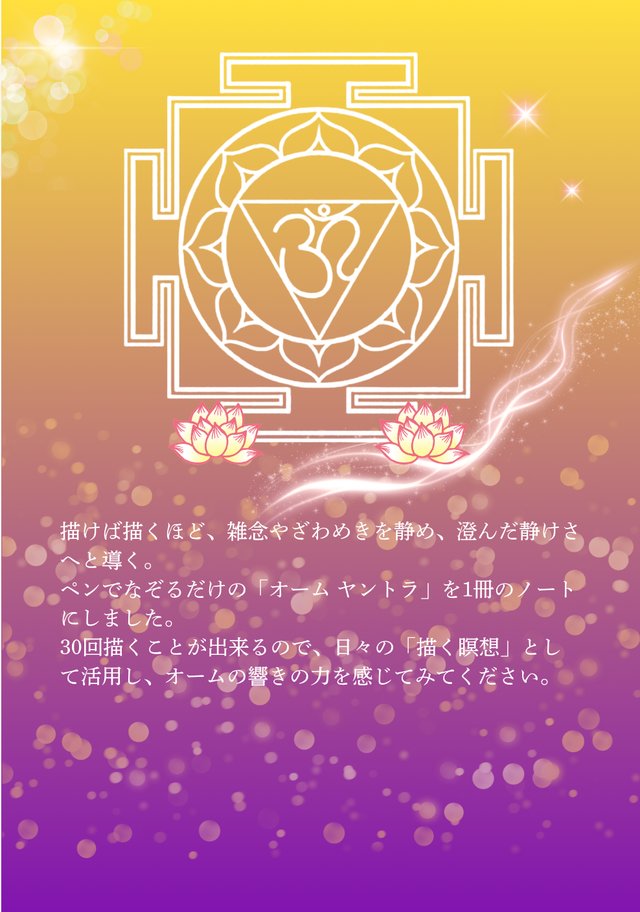 ॐ
描けば描くほど、雑念やざわめきを静め、澄んだ静けさ
へと導く。
ペンでなぞるだけの「オーム ヤントラ」を1冊のノート
にしました。
30回描くことが出来るので、日々の「描く瞑想」とし
て活用し、オームの響きの力を感じてみてください。